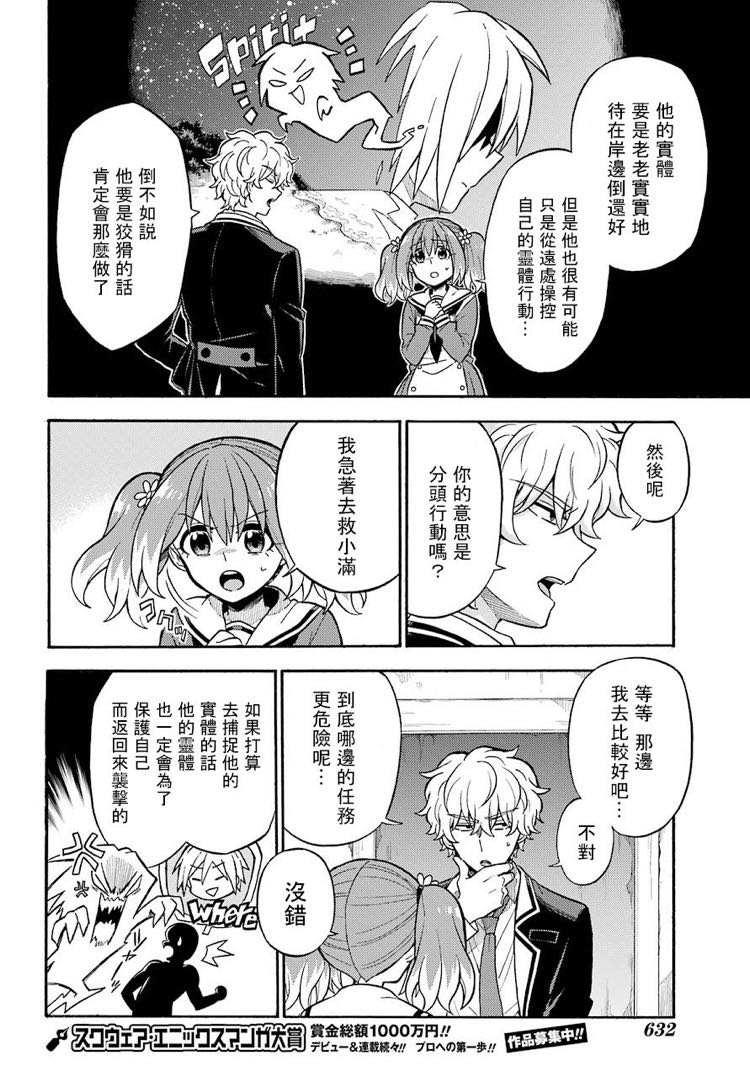 他的實體
要是老老實實地
待在岸邊倒還好
Spirit
但是他也很有可能
只是從遠處操控
自己的靈體行動…
倒不如說
他要是狡猾的話
肯定會那麼做了
然後呢
你的意思是
分頭行動嗎？
我急著去救小滿
コクッ
等等 那邊
我去比較好吧…
不對
到底哪邊的任務
更危險呢…
沒錯
如果打算
去捕捉他的
實體的話
他的靈體
也一定會為了
保護自己
而返回來襲擊的
where
スクウェア・エニックスマンガ大賞
賞金総額1000万円!!
デビュー&連載続々!! プロへの第一歩!!
作品募集中!!
632